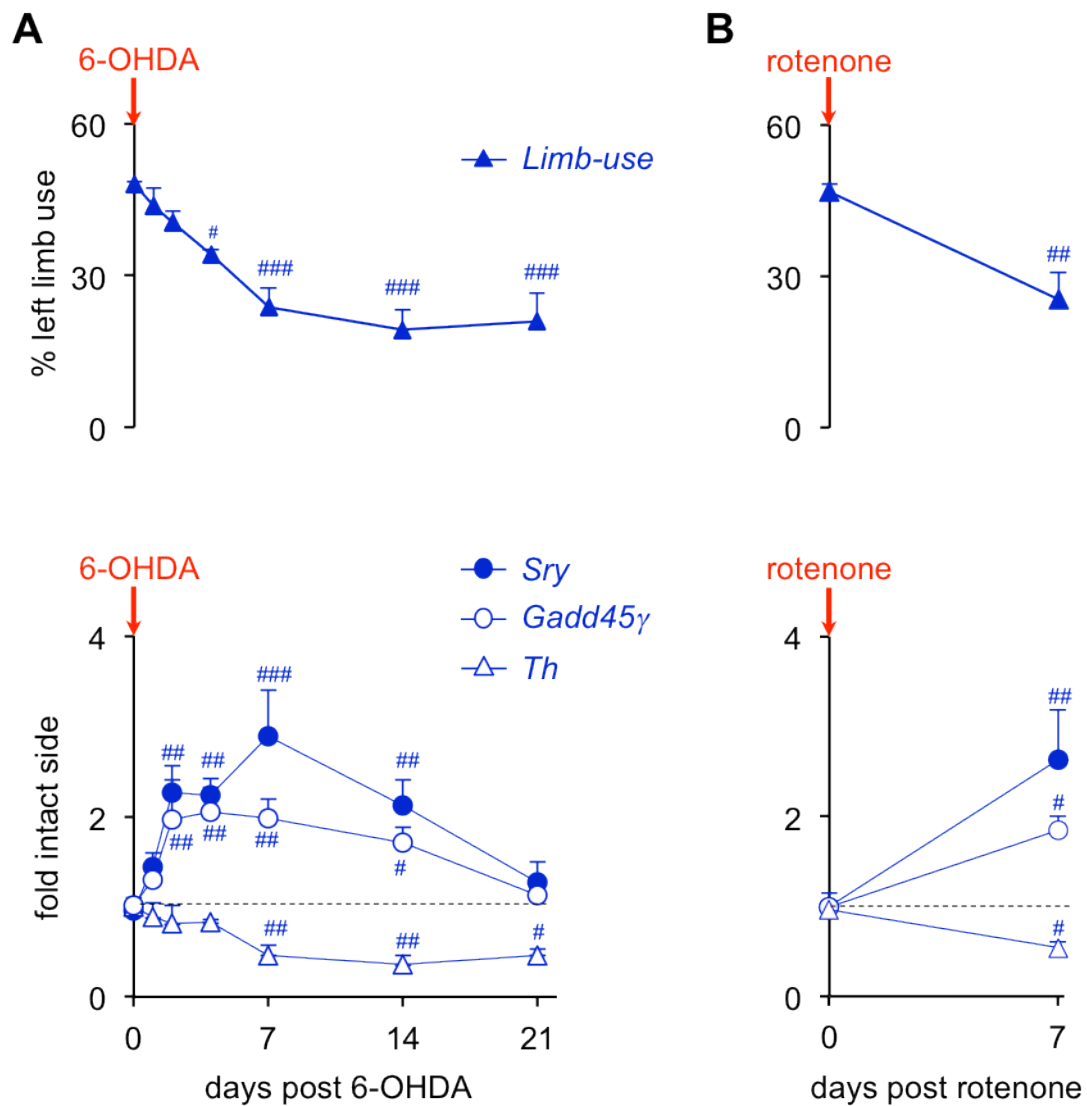 A
6-OHDA
60
30
0
% left limb use
Limb-use
#
###
###
###
B
rotenone
60
30
0
##
6-OHDA
4
2
0
fold intact side
Sry
Gadd45γ
Th
##
##
###
##
##
##
##
#
##
##
#
0
7
14
21
days post 6-OHDA
rotenone
4
2
0
##
#
#
0
7
days post rotenone